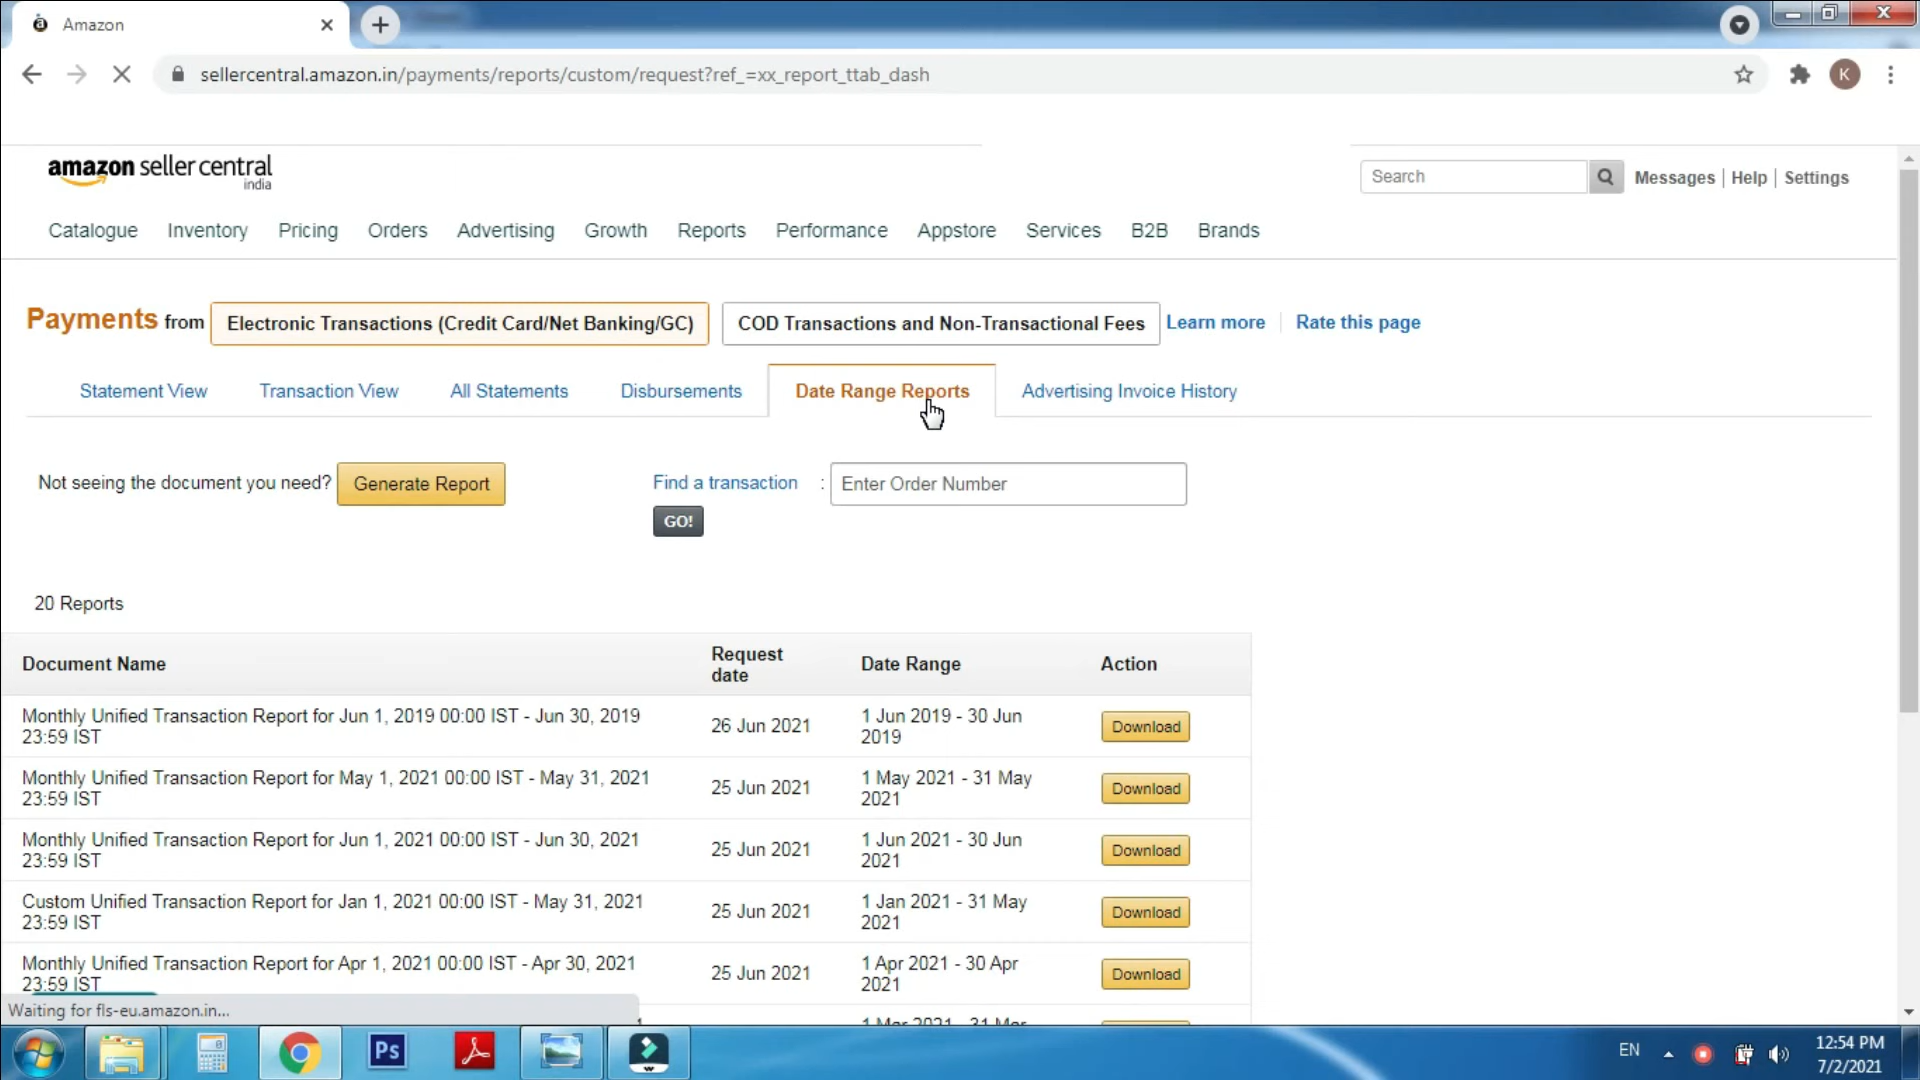 Amazon
sellercentral.amazon.in/payments/reports/custom/request?ref_=xx_report_ttab_dash
K
amazon seller central
india
Search
Messages | Help | Settings
Catalogue Inventory Pricing Orders Advertising Growth Reports Performance Appstore Services B2B Brands
Payments from Electronic Transactions (Credit Card/Net Banking/GC) COD Transactions and Non-Transactional Fees Learn more Rate this page
Statement View Transaction View All Statements Disbursements Date Range Reports Advertising Invoice History
Not seeing the document you need? Generate Report Find a transaction : Enter Order Number
GO!
20 Reports
Document Name Request date Date Range Action
Monthly Unified Transaction Report for Jun 1, 2019 00:00 IST - Jun 30, 2019 23:59 IST 26 Jun 2021 1 Jun 2019 - 30 Jun 2019 Download
Monthly Unified Transaction Report for May 1, 2021 00:00 IST - May 31, 2021 23:59 IST 25 Jun 2021 1 May 2021 - 31 May 2021 Download
Monthly Unified Transaction Report for Jun 1, 2021 00:00 IST - Jun 30, 2021 23:59 IST 25 Jun 2021 1 Jun 2021 - 30 Jun 2021 Download
Custom Unified Transaction Report for Jan 1, 2021 00:00 IST - May 31, 2021 23:59 IST 25 Jun 2021 1 Jan 2021 - 31 May 2021 Download
Monthly Unified Transaction Report for Apr 1, 2021 00:00 IST - Apr 30, 2021 23:59 IST 25 Jun 2021 1 Apr 2021 - 30 Apr 2021 Download
1 Mar 2021 - 31 Mar
Waiting for fls-eu.amazon.in...
Ps
EN
12:54 PM
7/2/2021